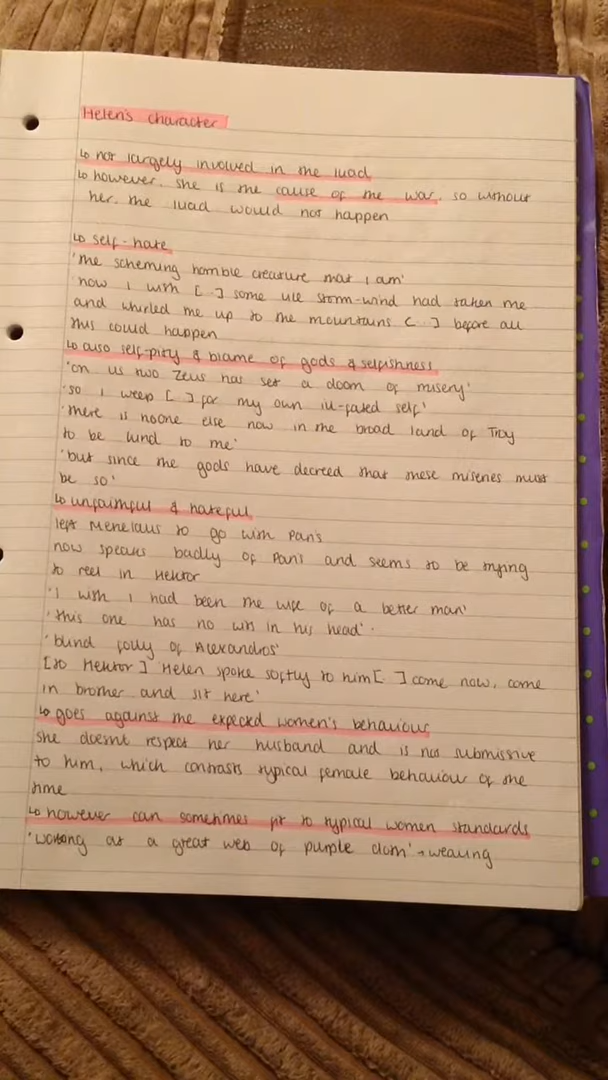 Helen's character
↳ not largely involved in the Iliad
↳ however, she is the cause of the war, so without
her, the Iliad would not happen
↳ self-hate
'the scheming horrible creature that I am'
'now I wish [..] some ill storm-wind had taken me
and whirled me up to the mountains [..] before all
this could happen
↳ also self-pity & blame of gods & selfishness
'on us two Zeus has set a doom of misery'
'so I weep [ ] for my own ill-fated self'
'there is noone else now in the broad land of Troy
to be kind to me'
'but since the gods have decreed that these miseries must
be so'
↳ unfaithful & hateful
left Menelaus to go with Paris
now speaks badly of Paris and seems to be trying
to reel in Hektor
'I wish I had been the wife of a better man'
'this one has no wits in his head'.
'blind folly of Alexandros'
[to Hektor] 'Helen spoke softly to him [..] come now, come
in brother and sit here'
↳ goes against the expected women's behaviour
she doesnt respect her husband and is not submissive
to him, which contrasts typical female behaviour of the
time
↳ however can sometimes fit to typical women standards
'working at a great web of purple cloth' → weaving